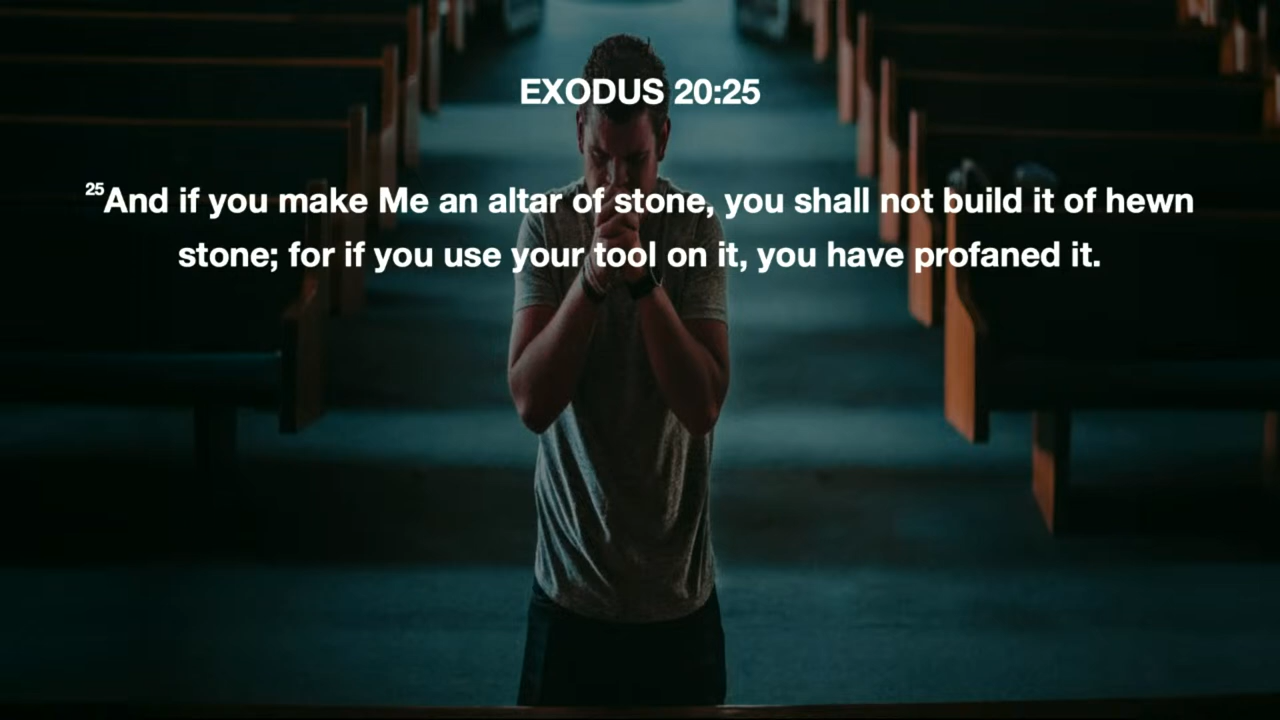 EXODUS 20:25
25And if you make Me an altar of stone, you shall not build it of hewn
stone; for if you use your tool on it, you have profaned it.